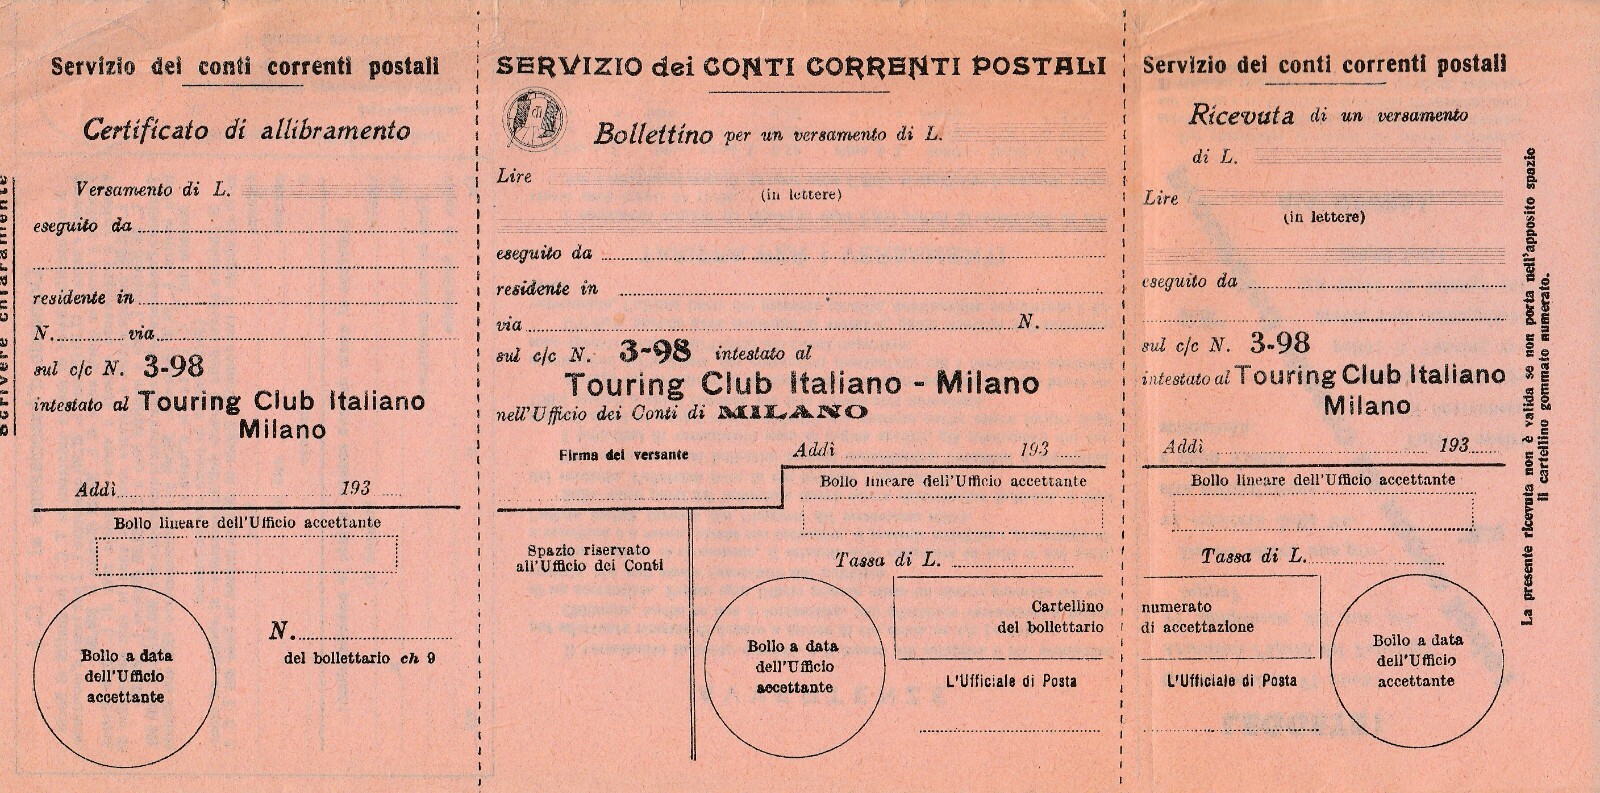 Scrivere chiaramente
Servizio dei conti correnti postali
Certificato di allibramento
Versamento di L.
eseguito da
residente in
N. via
sul c/c N. 3-98
intestato al Touring Club Italiano
Milano
Addì 193
Bollo lineare dell'Ufficio accettante
Bollo a data
dell'Ufficio
accettante
N.
del bollettario ch 9
SERVIZIO dei CONTI CORRENTI POSTALI
Bollettino per un versamento di L.
Lire
(in lettere)
eseguito da
residente in
via N.
sul c/c N. 3-98 intestato al
Touring Club Italiano - Milano
nell'Ufficio dei Conti di MILANO
Firma del versante
Addì 193
Bollo lineare dell'Ufficio accettante
Spazio riservato
all'Ufficio dei Conti
Tassa di L.
Bollo a data
dell'Ufficio
accettante
Cartellino
del bollettario
L'Ufficiale di Posta
Servizio dei conti correnti postali
Ricevuta di un versamento
di L.
Lire
(in lettere)
eseguito da
sul c/c N. 3-98
intestato al Touring Club Italiano
Milano
Addì 193
Bollo lineare dell'Ufficio accettante
Tassa di L.
numerato
di accettazione
L'Ufficiale di Posta
Bollo a data
dell'Ufficio
accettante
La presente ricevuta non è valida se non porta nell'apposito spazio
il cartellino gommato numerato.